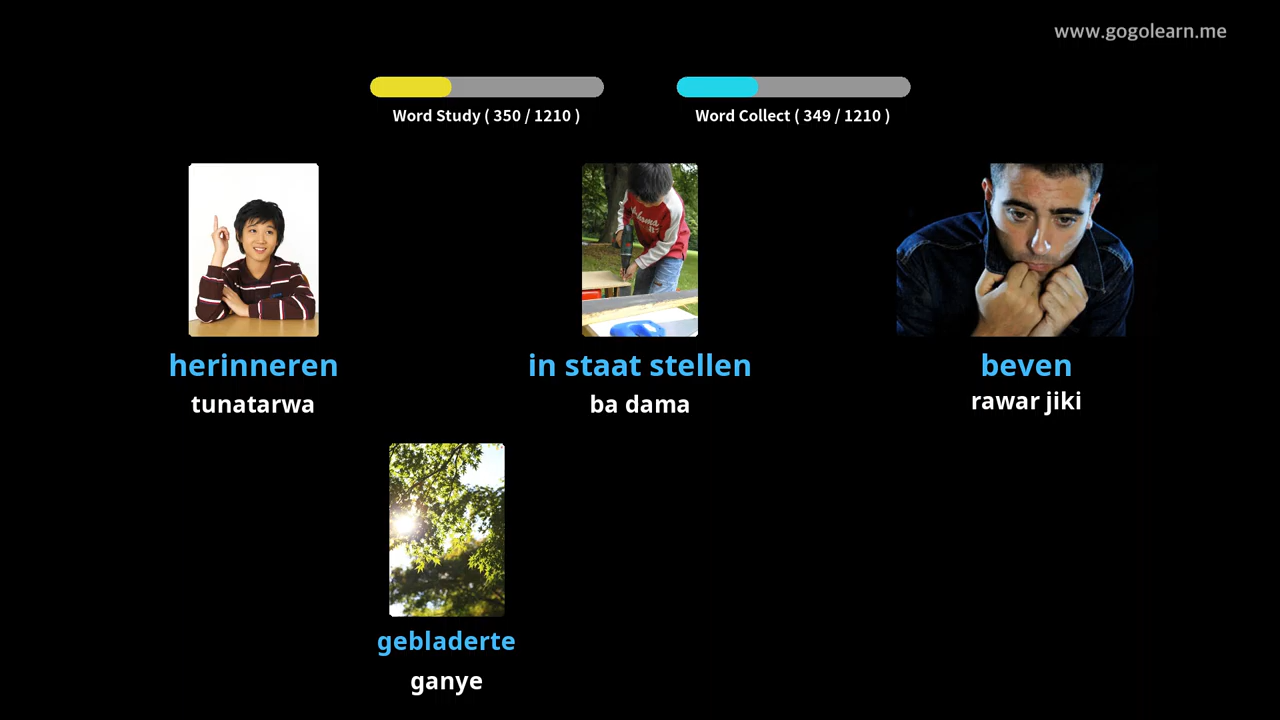 www.gogolearn.me
Word Study ( 350 / 1210 )
Word Collect ( 349 / 1210 )
herinneren
tunatarwa
in staat stellen
ba dama
beven
rawar jiki
gebladerte
ganye